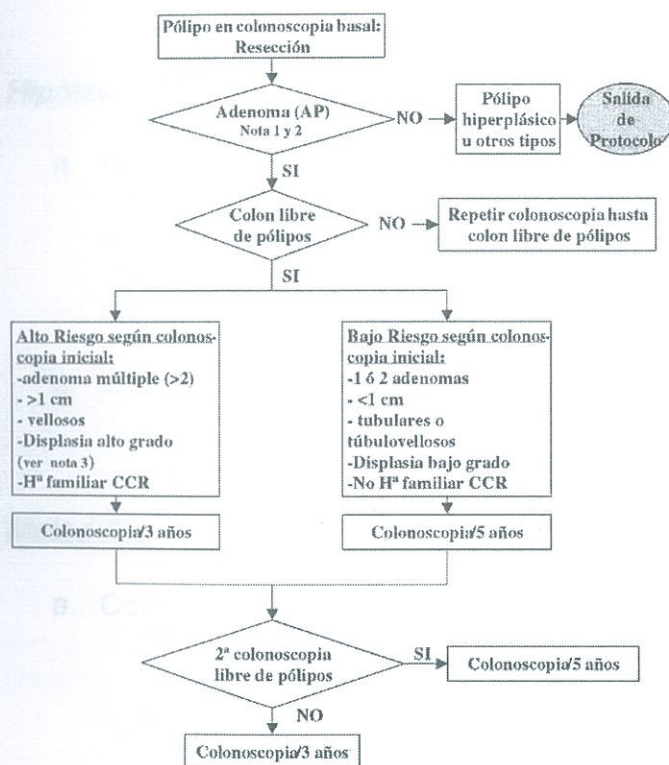 Pólipo en colonoscopia basal:
Resección
Adenoma (AP)
Nota 1 y 2
NO
Pólipo
hiperplásico
u otros tipos
Salida
de
Protocolo
SI
Colon libre
de pólipos
NO
Repetir colonoscopia hasta
colon libre de pólipos
SI
Alto Riesgo según colonos-
copia inicial:
-adenoma múltiple (>2)
- >1 cm
- vellosos
-Displasia alto grado
(ver nota 3)
-Hª familiar CCR
Bajo Riesgo según colonos-
copia inicial:
-1 ó 2 adenomas
- <1 cm
- tubulares o
túbulovellosos
-Displasia bajo grado
-No Hª familiar CCR
Colonoscopia/3 años
Colonoscopia/5 años
2ª colonoscopia
libre de pólipos
SI
Colonoscopia/5 años
NO
Colonoscopia/3 años